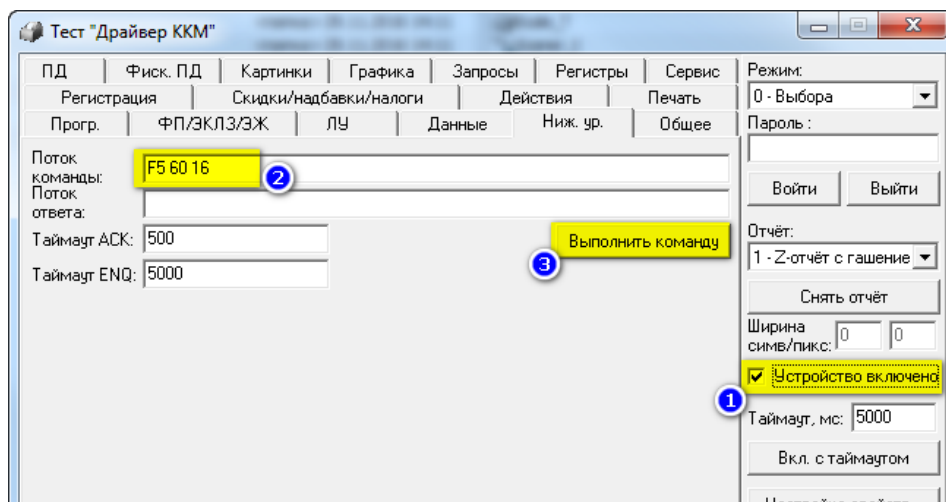 Тест "Драйвер ККМ"
ПД Фиск. ПД Картинки Графика Запросы Регистры Сервис
Регистрация Скидки/надбавки/налоги Действия Печать
Прогр. ФП/ЭКЛЗ/ЭЖ ЛУ Данные Ниж. ур. Общее
Поток
команды:
F5 60 16
2
Поток
ответа:
Таймаут ACK: 500
Таймаут ENQ: 5000
Выполнить команду
3
Режим:
0 - Выбора
Пароль :
Войти Выйти
Отчёт:
1 - Z-отчёт с гашение
Снять отчёт
Ширина
симв/пикс: 0 0
Устройство включено
1
Таймаут, мс: 5000
Вкл. с таймаутом